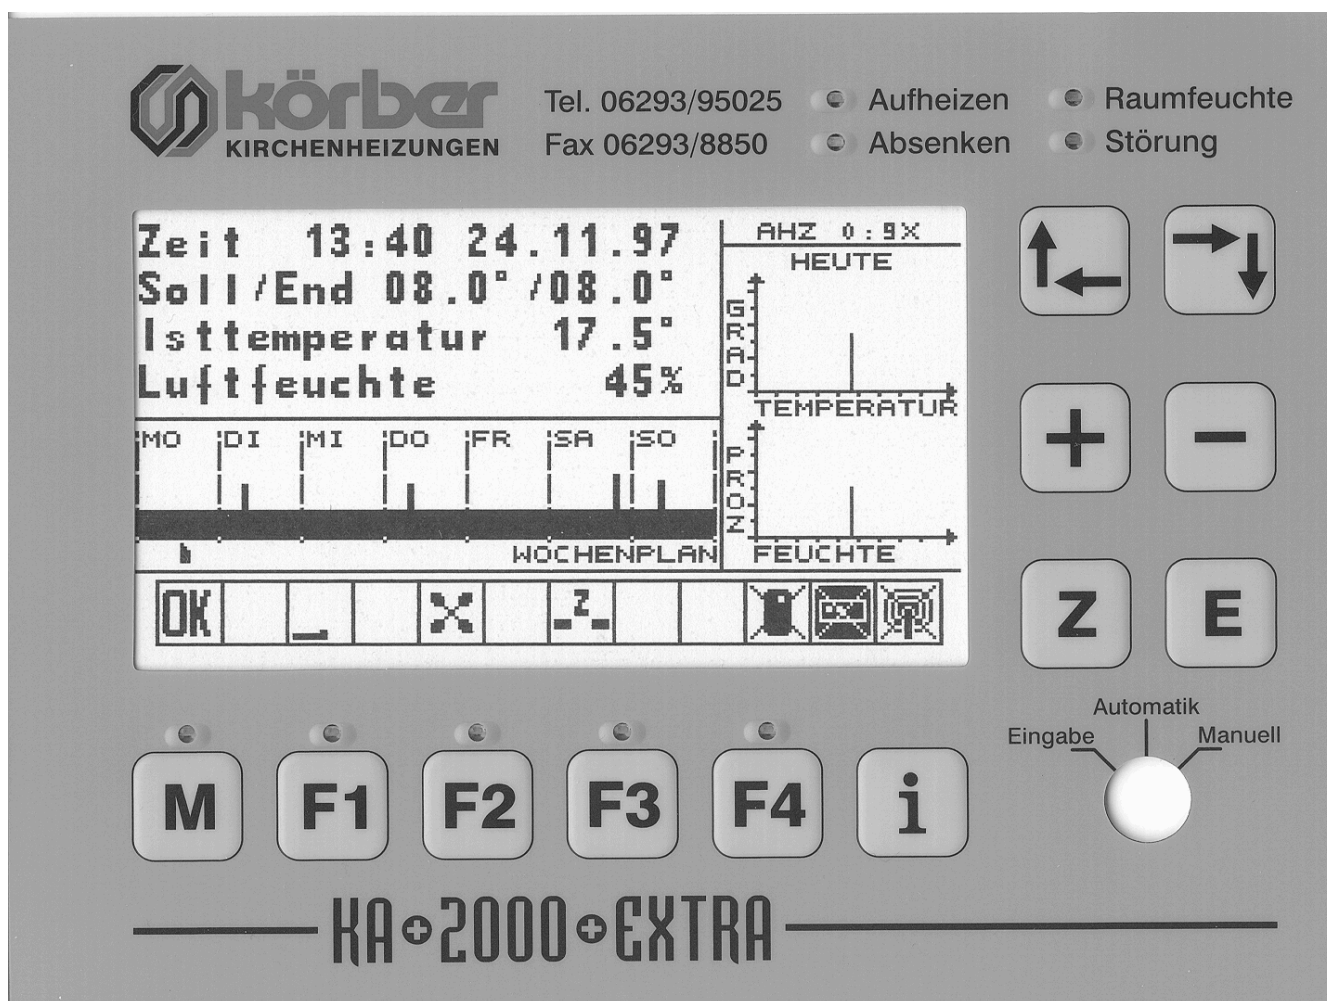 körber
KIRCHENHEIZUNGEN
Tel. 06293/95025
Fax 06293/8850
Aufheizen
Absenken
Raumfeuchte
Störung
Zeit 13:40 24.11.97
Soll/End 08.0°/08.0°
Isttemperatur 17.5°
Luftfeuchte 45%
AHZ 0:9X
HEUTE
GRAD
TEMPERATUR
PROZ
FEUCHTE
MO DI MI DO FR SA SO
WOCHENPLAN
OK
Z
+ −
Z E
Automatik
Eingabe
Manuell
M F1 F2 F3 F4 i
KA+2000+EXTRA